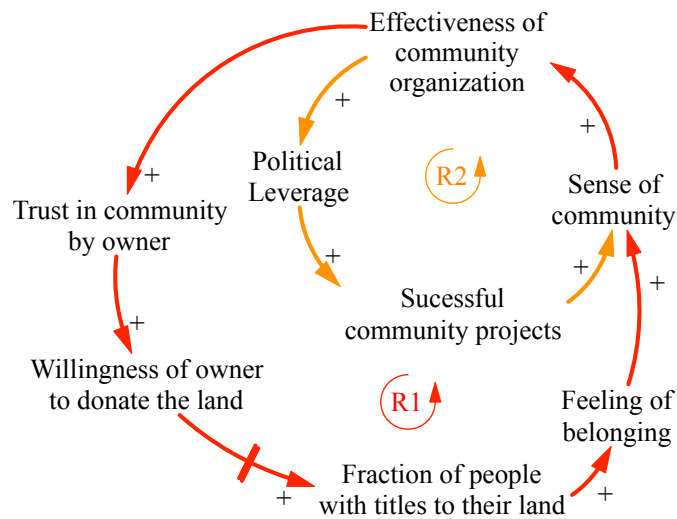 Effectiveness of
community
organization
+
+
Political
Leverage
R2
+
Sense of
community
Trust in community
by owner
+
+
Sucessful
community projects
+
+
Willingness of owner
to donate the land
R1
Feeling of
belonging
Fraction of people
with titles to their land
+
+